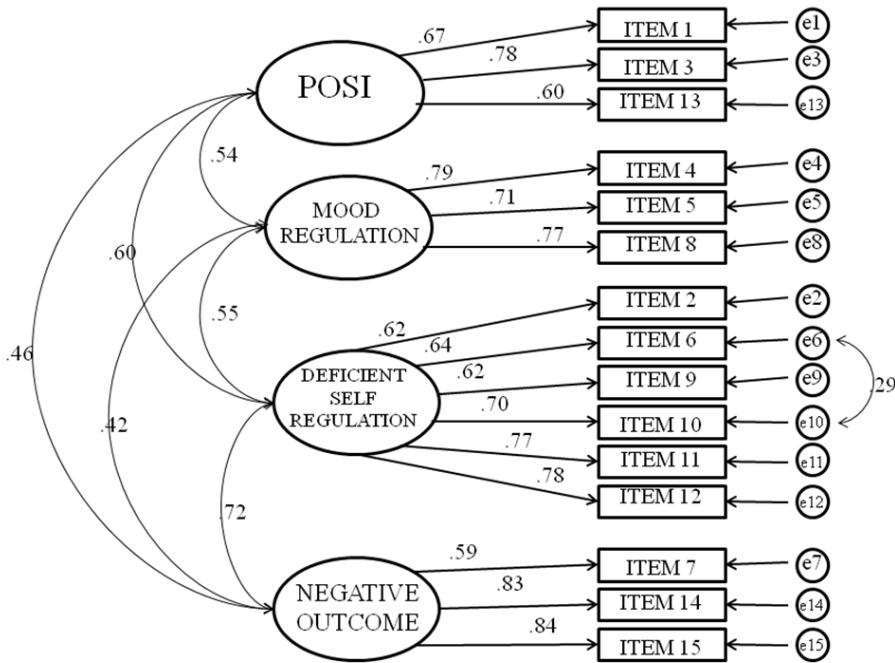 .67
ITEM 1
e1
.78
ITEM 3
e3
POSI
.60
ITEM 13
e13
.54
.79
ITEM 4
e4
MOOD
REGULATION
.71
ITEM 5
e5
.77
ITEM 8
e8
.60
.55
.62
ITEM 2
e2
.64
ITEM 6
e6
.46
DEFICIENT
SELF
REGULATION
.62
ITEM 9
e9
.29
.42
.70
ITEM 10
e10
.77
ITEM 11
e11
.78
ITEM 12
e12
.72
.59
ITEM 7
e7
NEGATIVE
OUTCOME
.83
ITEM 14
e14
.84
ITEM 15
e15